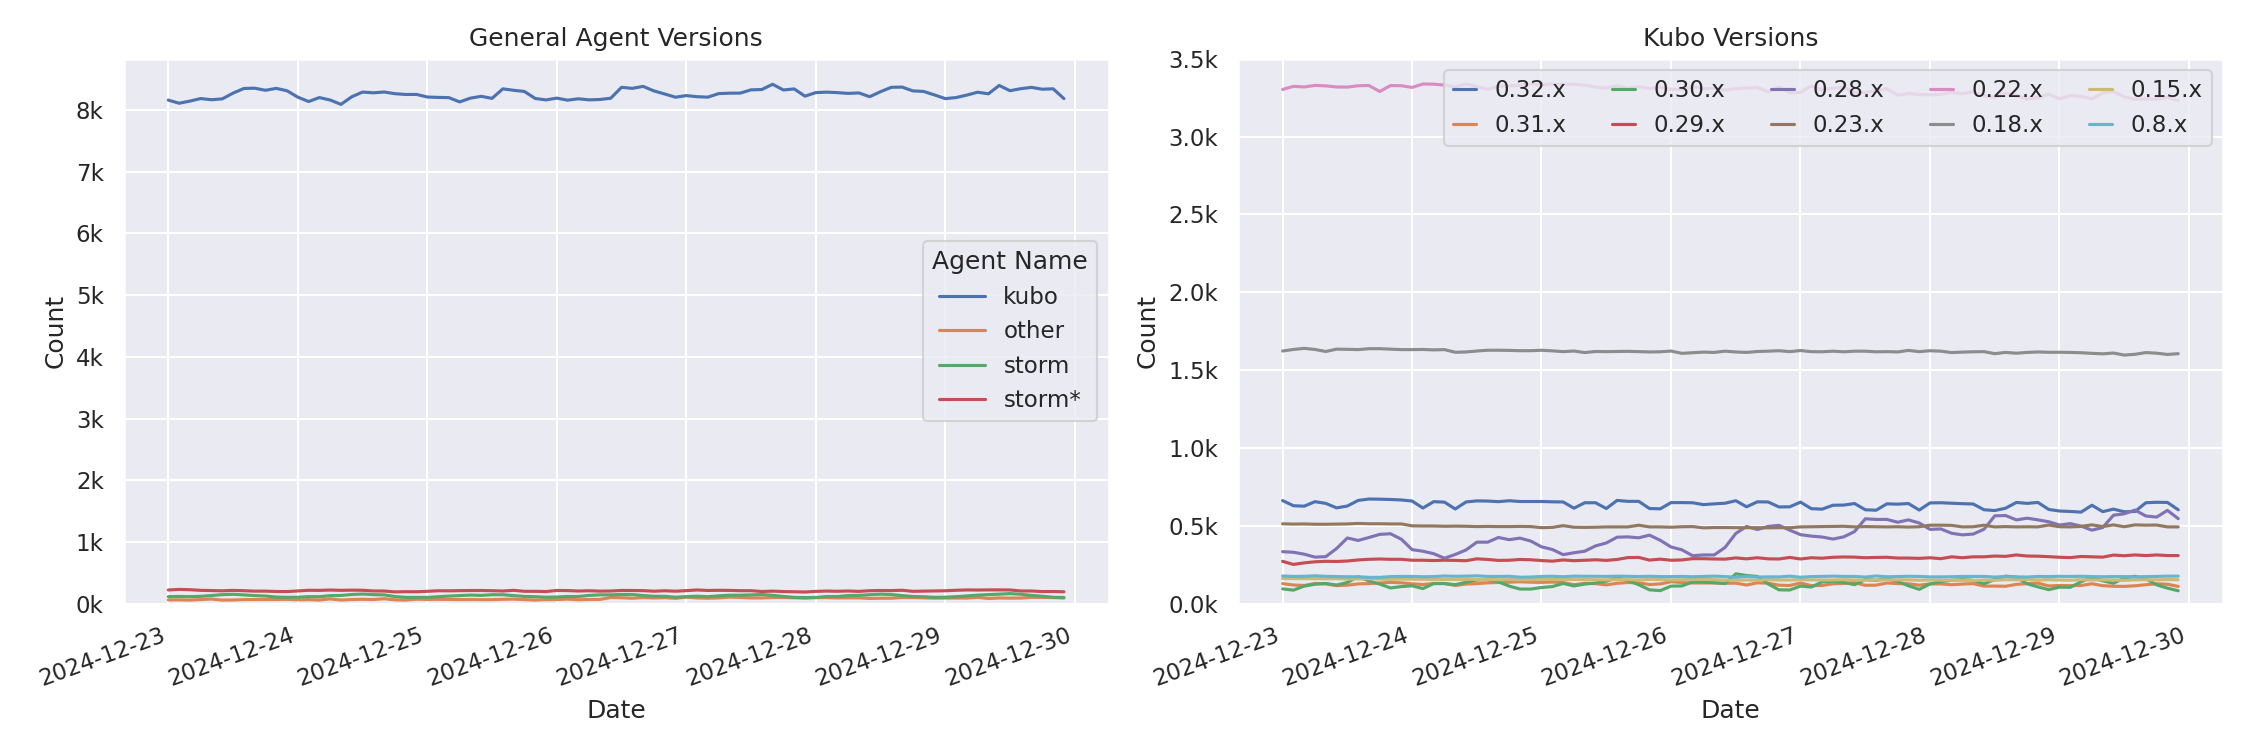 General Agent Versions
Count
8k
7k
6k
5k
4k
3k
2k
1k
0k
Agent Name
kubo
other
storm
storm*
2024-12-23
2024-12-24
2024-12-25
2024-12-26
2024-12-27
2024-12-28
2024-12-29
2024-12-30
Date
Kubo Versions
Count
3.5k
3.0k
2.5k
2.0k
1.5k
1.0k
0.5k
0.0k
0.32.x 0.30.x 0.28.x 0.22.x 0.15.x
0.31.x 0.29.x 0.23.x 0.18.x 0.8.x
2024-12-23
2024-12-24
2024-12-25
2024-12-26
2024-12-27
2024-12-28
2024-12-29
2024-12-30
Date